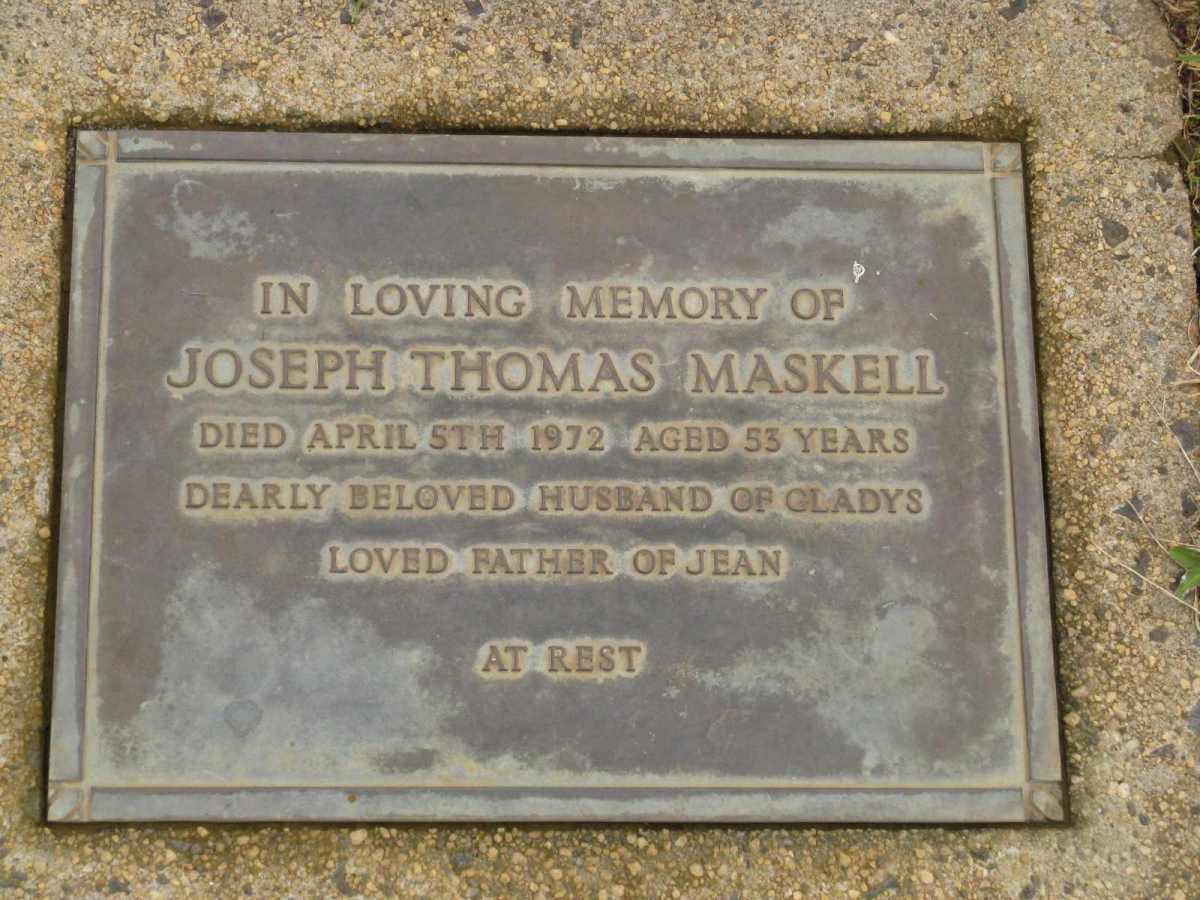 IN LOVING MEMORY OF
JOSEPH THOMAS MASKELL
DIED APRIL 5TH 1972 AGED 53 YEARS
DEARLY BELOVED HUSBAND OF GLADYS
LOVED FATHER OF JEAN
AT REST